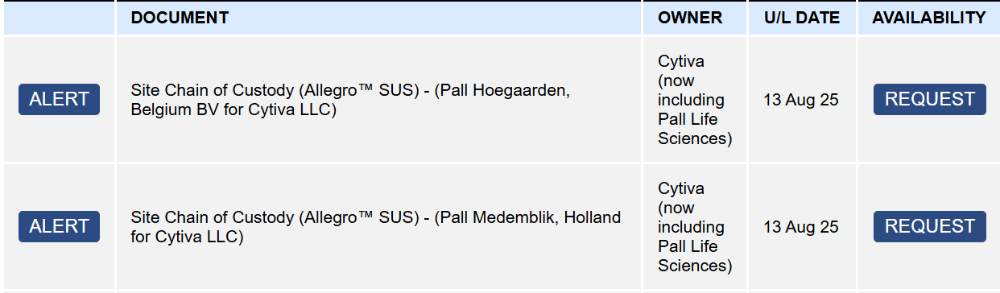 DOCUMENT OWNER U/L DATE AVAILABILITY
ALERT
Site Chain of Custody (Allegro™ SUS) - (Pall Hoegaarden,
Belgium BV for Cytiva LLC)
Cytiva
(now
including
Pall Life
Sciences)
13 Aug 25
REQUEST
ALERT
Site Chain of Custody (Allegro™ SUS) - (Pall Medemblik, Holland
for Cytiva LLC)
Cytiva
(now
including
Pall Life
Sciences)
13 Aug 25
REQUEST